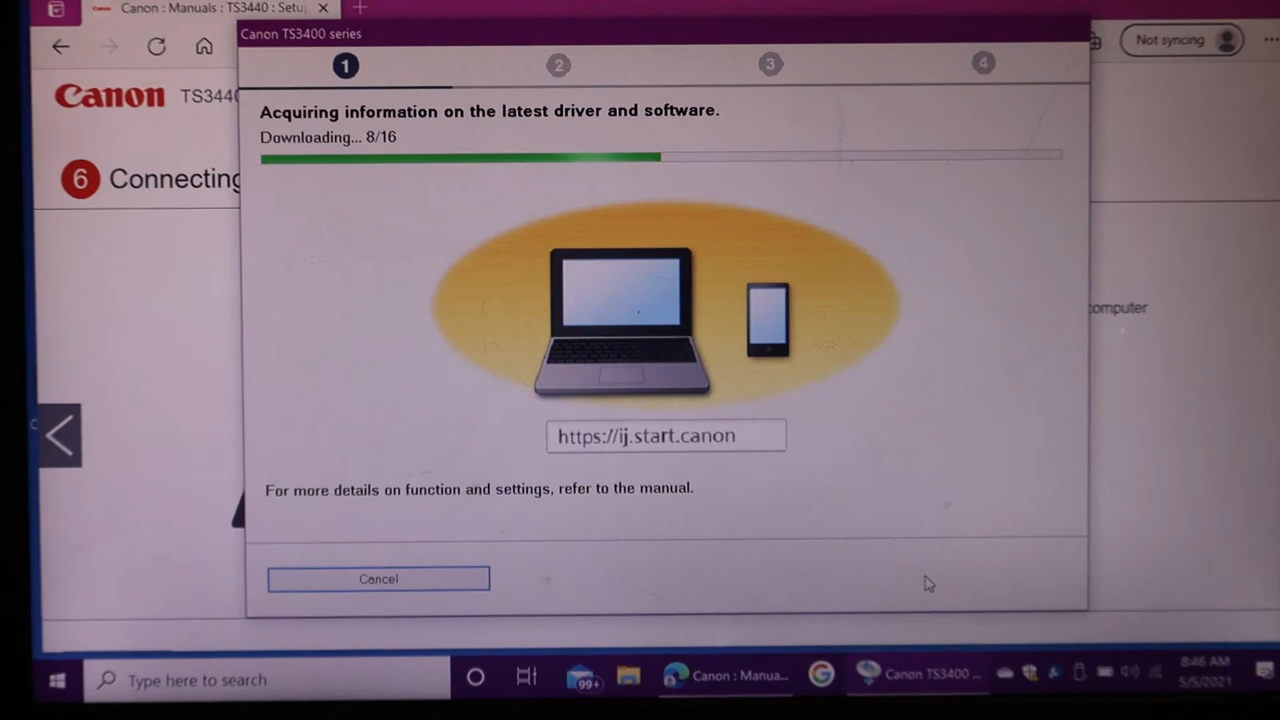 Canon : Manuals : TS3440 : Setu
Canon TS3400 series
Not syncing
1
2
3
4
Canon TS3440
Acquiring information on the latest driver and software.
Downloading... 8/16
6 Connecting
computer
https://ij.start.canon
For more details on function and settings, refer to the manual.
Cancel
Type here to search
99+
Canon : Manua...
Canon TS3400 ...
8:46 AM
5/5/2021